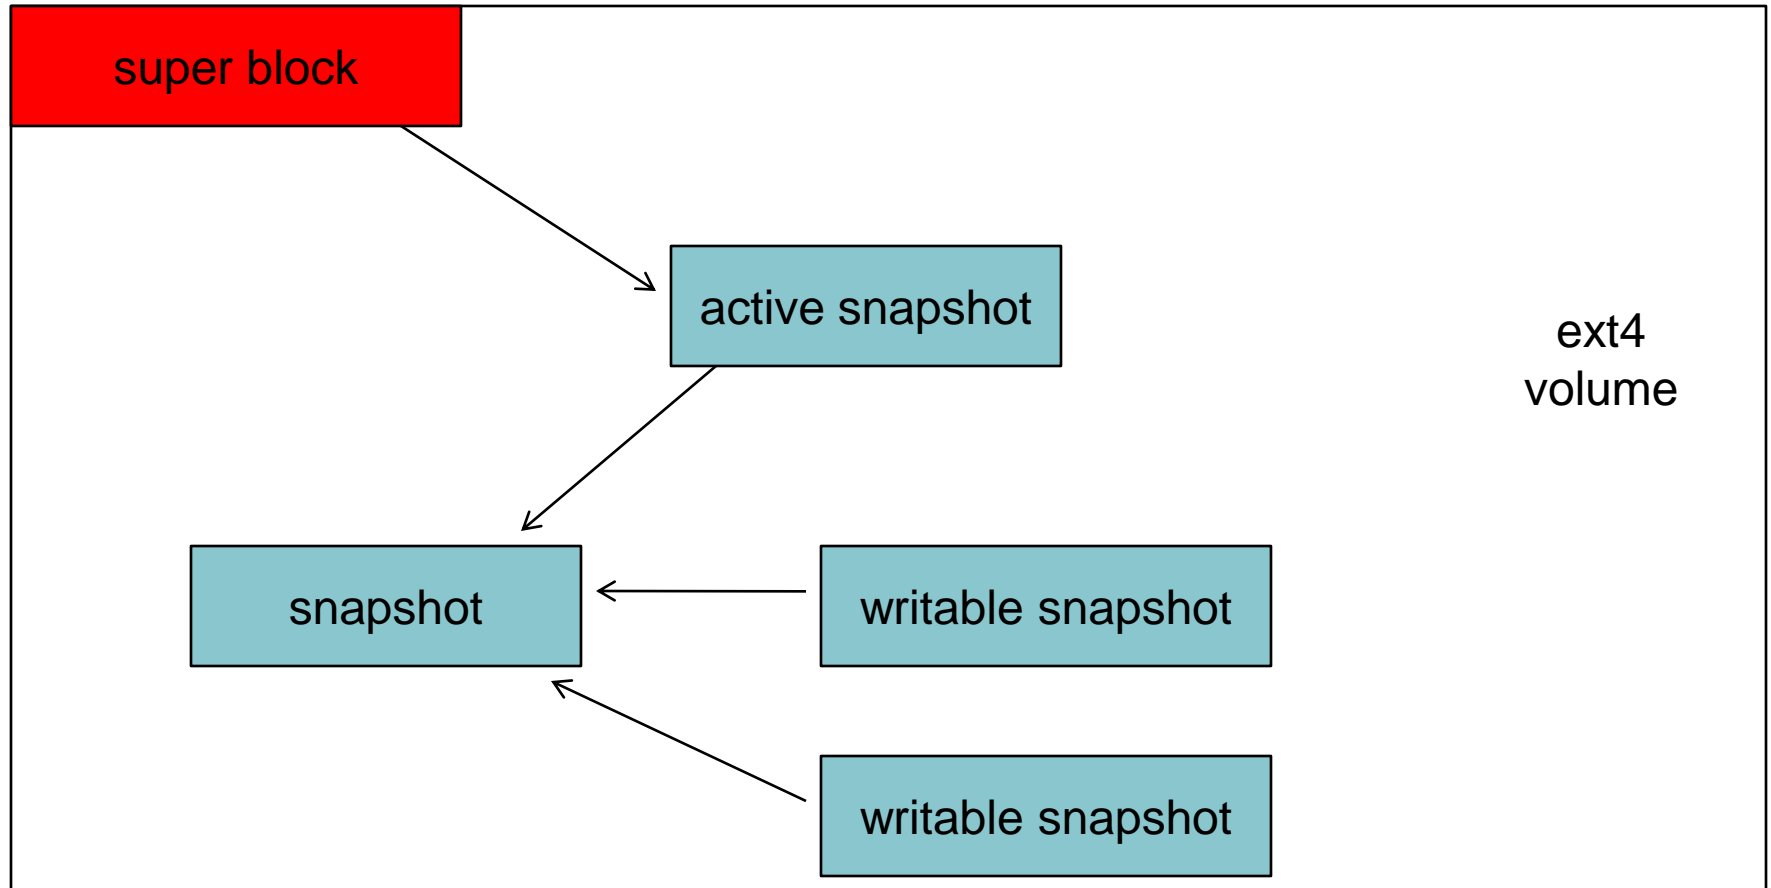 super block
active snapshot
ext4
volume
snapshot
writable snapshot
writable snapshot